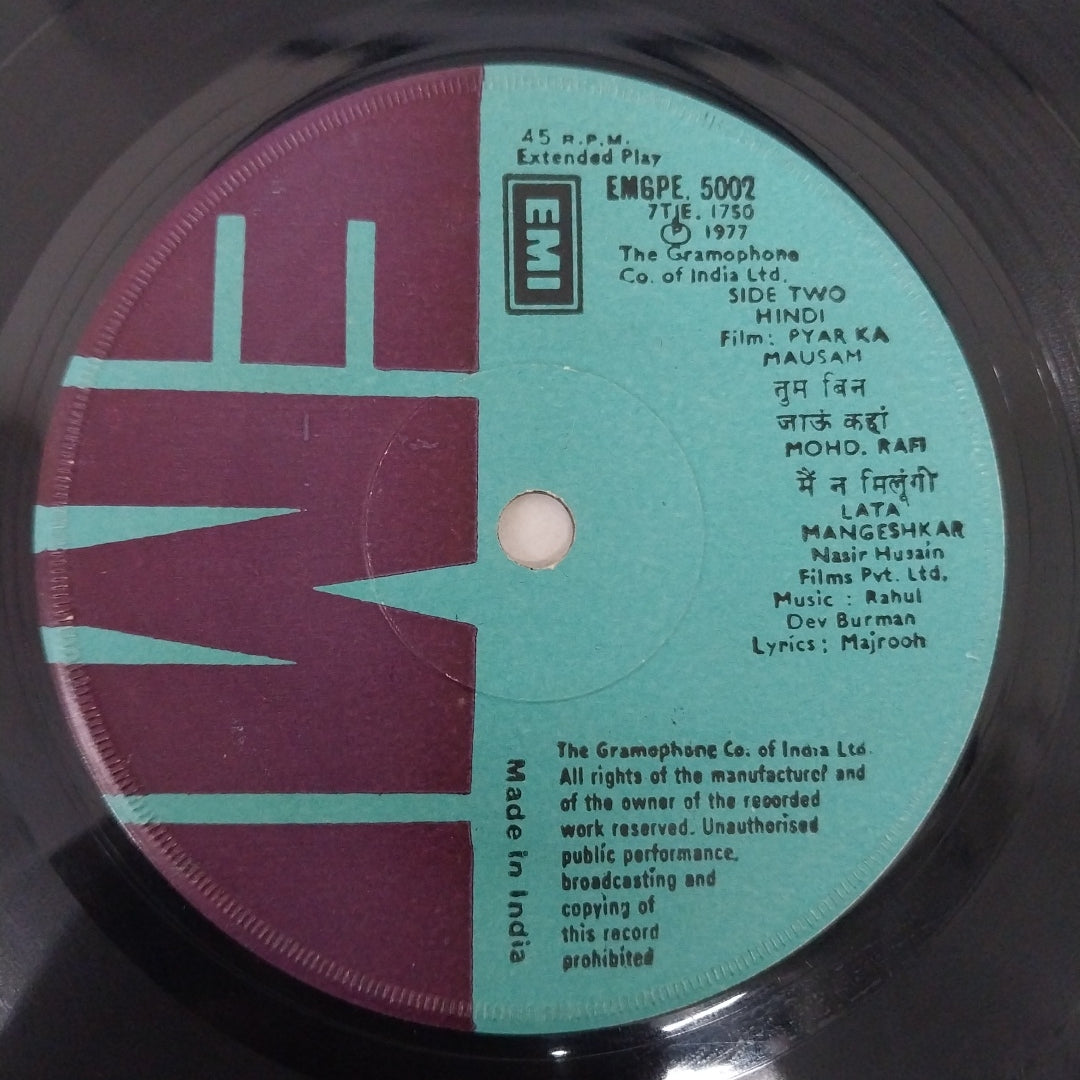 45 R.P.M.
Extended Play
EMI
EMGPE. 5002
7TJE. 1750
Ⓟ 1977
The Gramophone
Co. of India Ltd.
SIDE TWO
HINDI
Film: PYAR KA
MAUSAM
तुम बिन
जाऊं कहां
MOHD. RAFI
मैं न मिलूंगी
LATA
MANGESHKAR
Nasir Husain
Films Pvt. Ltd.
Music : Rahul
Dev Burman
Lyrics : Majrooh
The Gramophone Co. of India Ltd.
All rights of the manufacturer and
of the owner of the recorded
work reserved. Unauthorised
public performance,
broadcasting and
copying of
this record
prohibited
Made in India
EMI